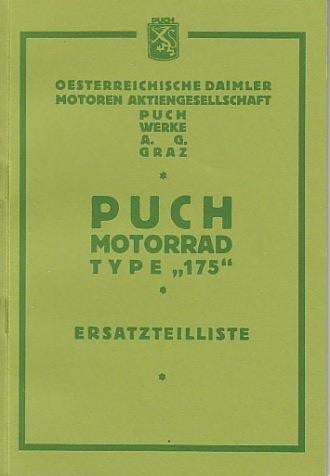 PUCH
OESTERREICHISCHE DAIMLER
MOTOREN AKTIENGESELLSCHAFT
PUCH
WERKE
A. G.
GRAZ
*
PUCH
MOTORRAD
TYPE „175“
*
ERSATZTEILLISTE
*